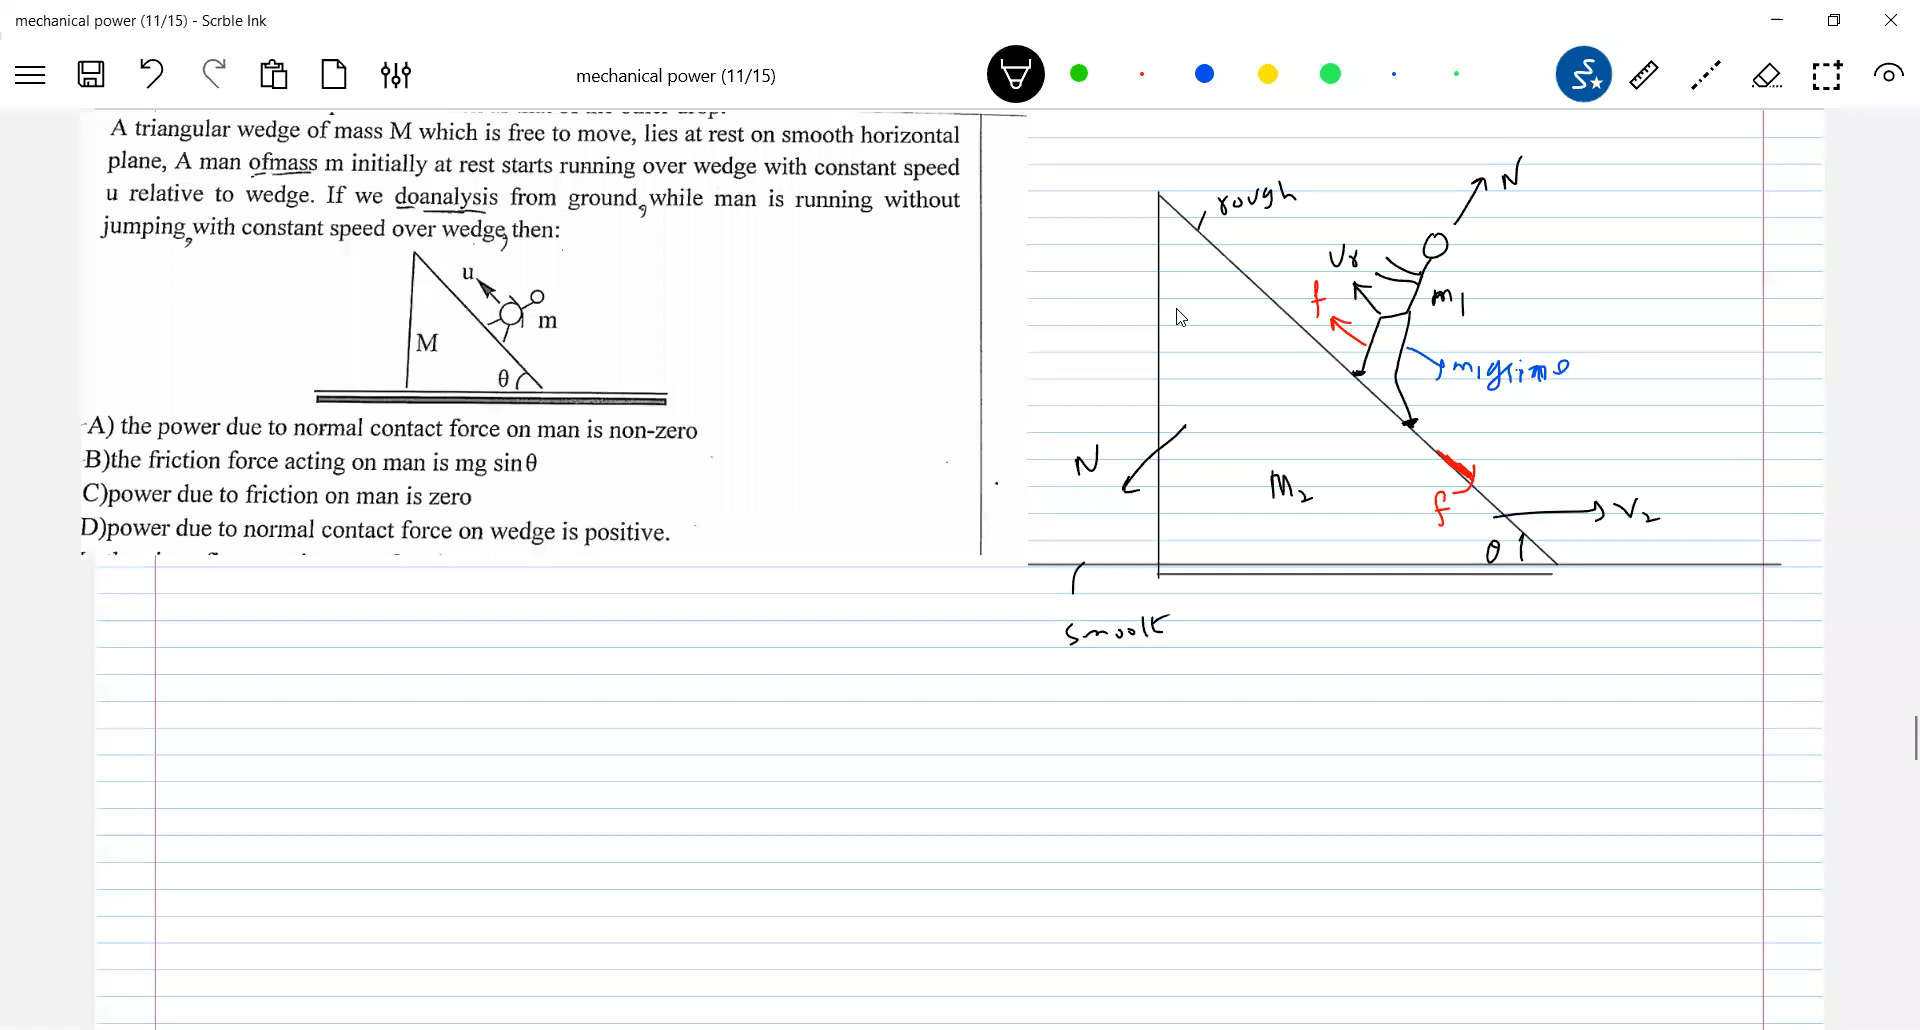 mechanical power (11/15) - Scrble Ink
mechanical power (11/15)
A triangular wedge of mass M which is free to move, lies at rest on smooth horizontal
plane, A man ofmass m initially at rest starts running over wedge with constant speed
u relative to wedge. If we doanalysis from ground, while man is running without
jumping, with constant speed over wedge, then:
u
m
M
θ
A) the power due to normal contact force on man is non-zero
B)the friction force acting on man is mg sinθ
C)power due to friction on man is zero
D)power due to normal contact force on wedge is positive.
rough
N
Vr
f
m1
m1gsinθ
N
M2
f
V2
θ
smooth